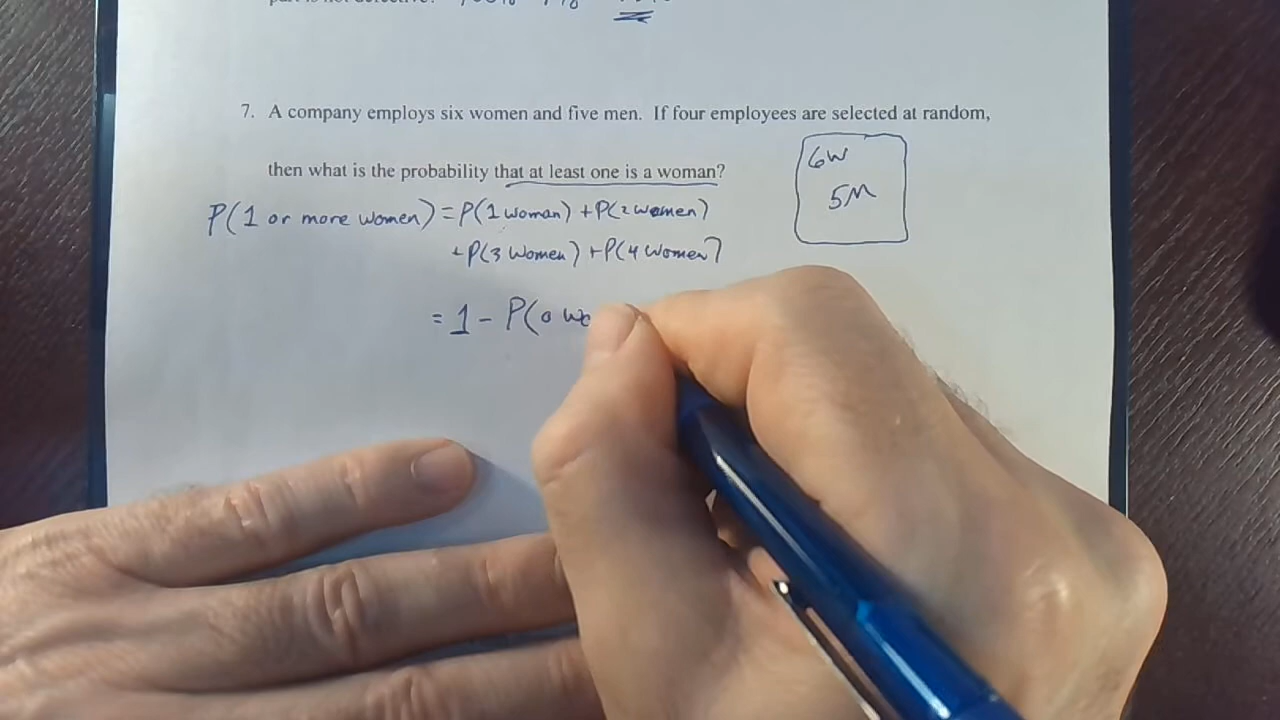 7. A company employs six women and five men. If four employees are selected at random,
then what is the probability that at least one is a woman?
6W
5M
P(1 or more women) = P(1 woman) + P(2 women)
+ P(3 women) + P(4 women)
= 1 - P(0 wo